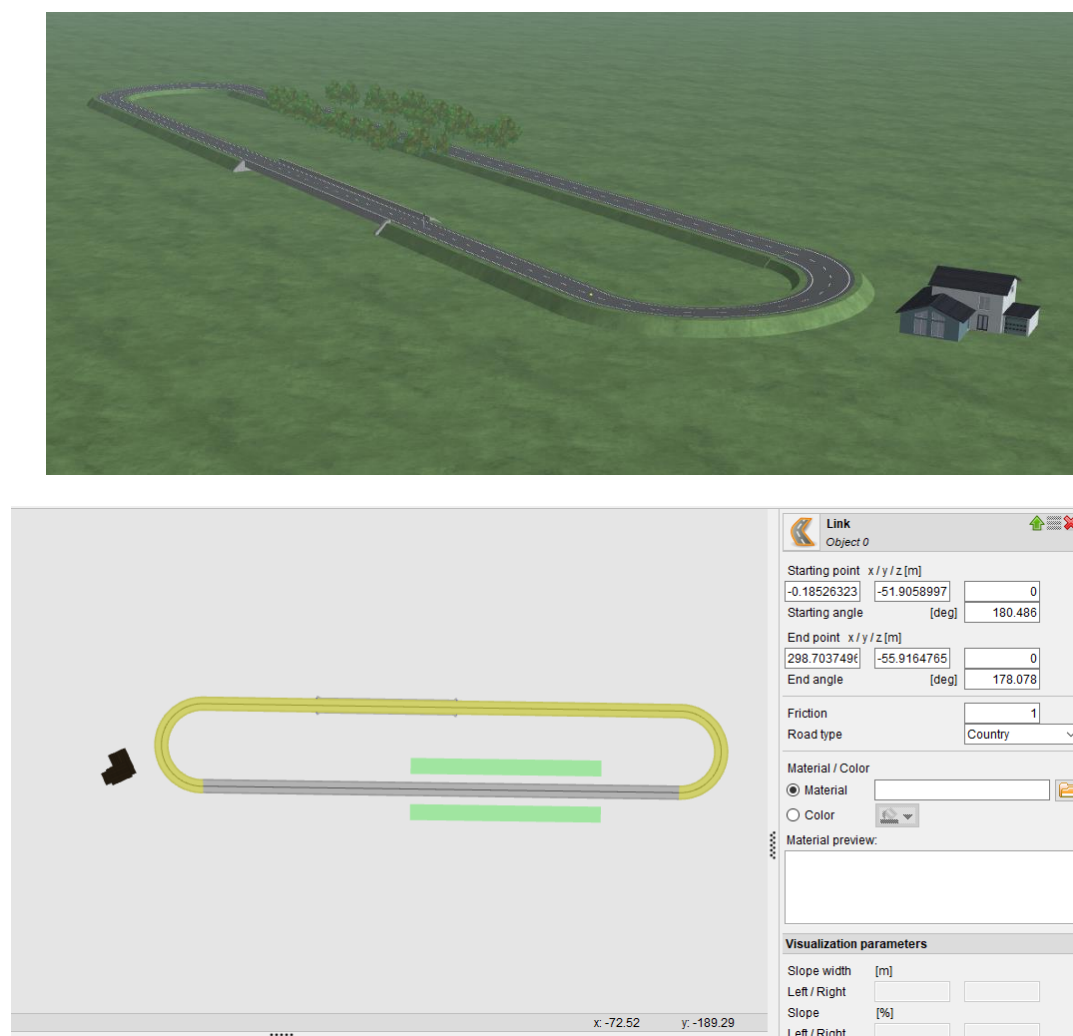 Link
Object 0
Starting point x / y / z [m]
-0.18526323 -51.9058997 0
Starting angle [deg] 180.486
End point x / y / z [m]
298.7037496 -55.9164765 0
End angle [deg] 178.078
Friction 1
Road type Country
Material / Color
Material
Color
Material preview:
Visualization parameters
Slope width [m]
Left / Right
Slope [%]
Left / Right
x: -72.52 y: -189.29